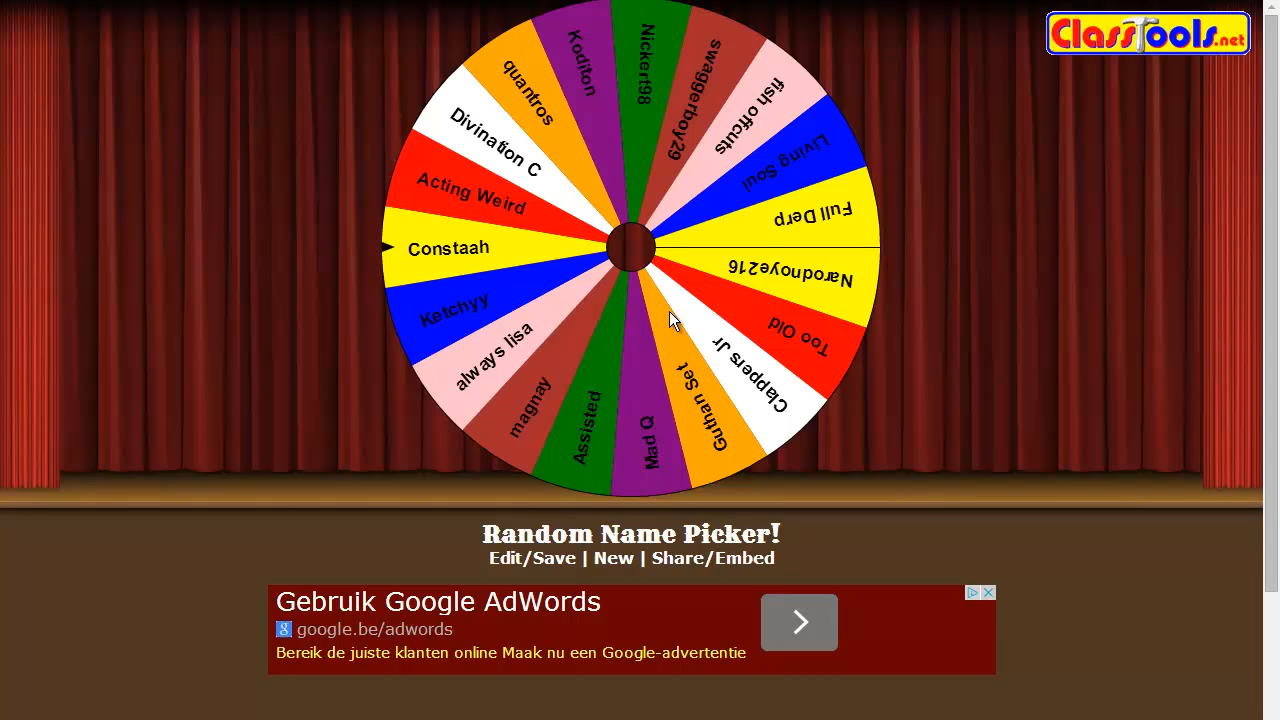 ClassTools.net
Nickert98
swaggerboy29
fish offcuts
Living Soul
Full Derp
Narodnoye216
Too Old
Clappers Jr
Guthan Set
Mad Q
Assisted
magnay
always lisa
Ketchyy
Constaah
Acting Weird
Divination C
quantros
Koditon
Random Name Picker!
Edit/Save | New | Share/Embed
Gebruik Google AdWords
google.be/adwords
Bereik de juiste klanten online Maak nu een Google-advertentie